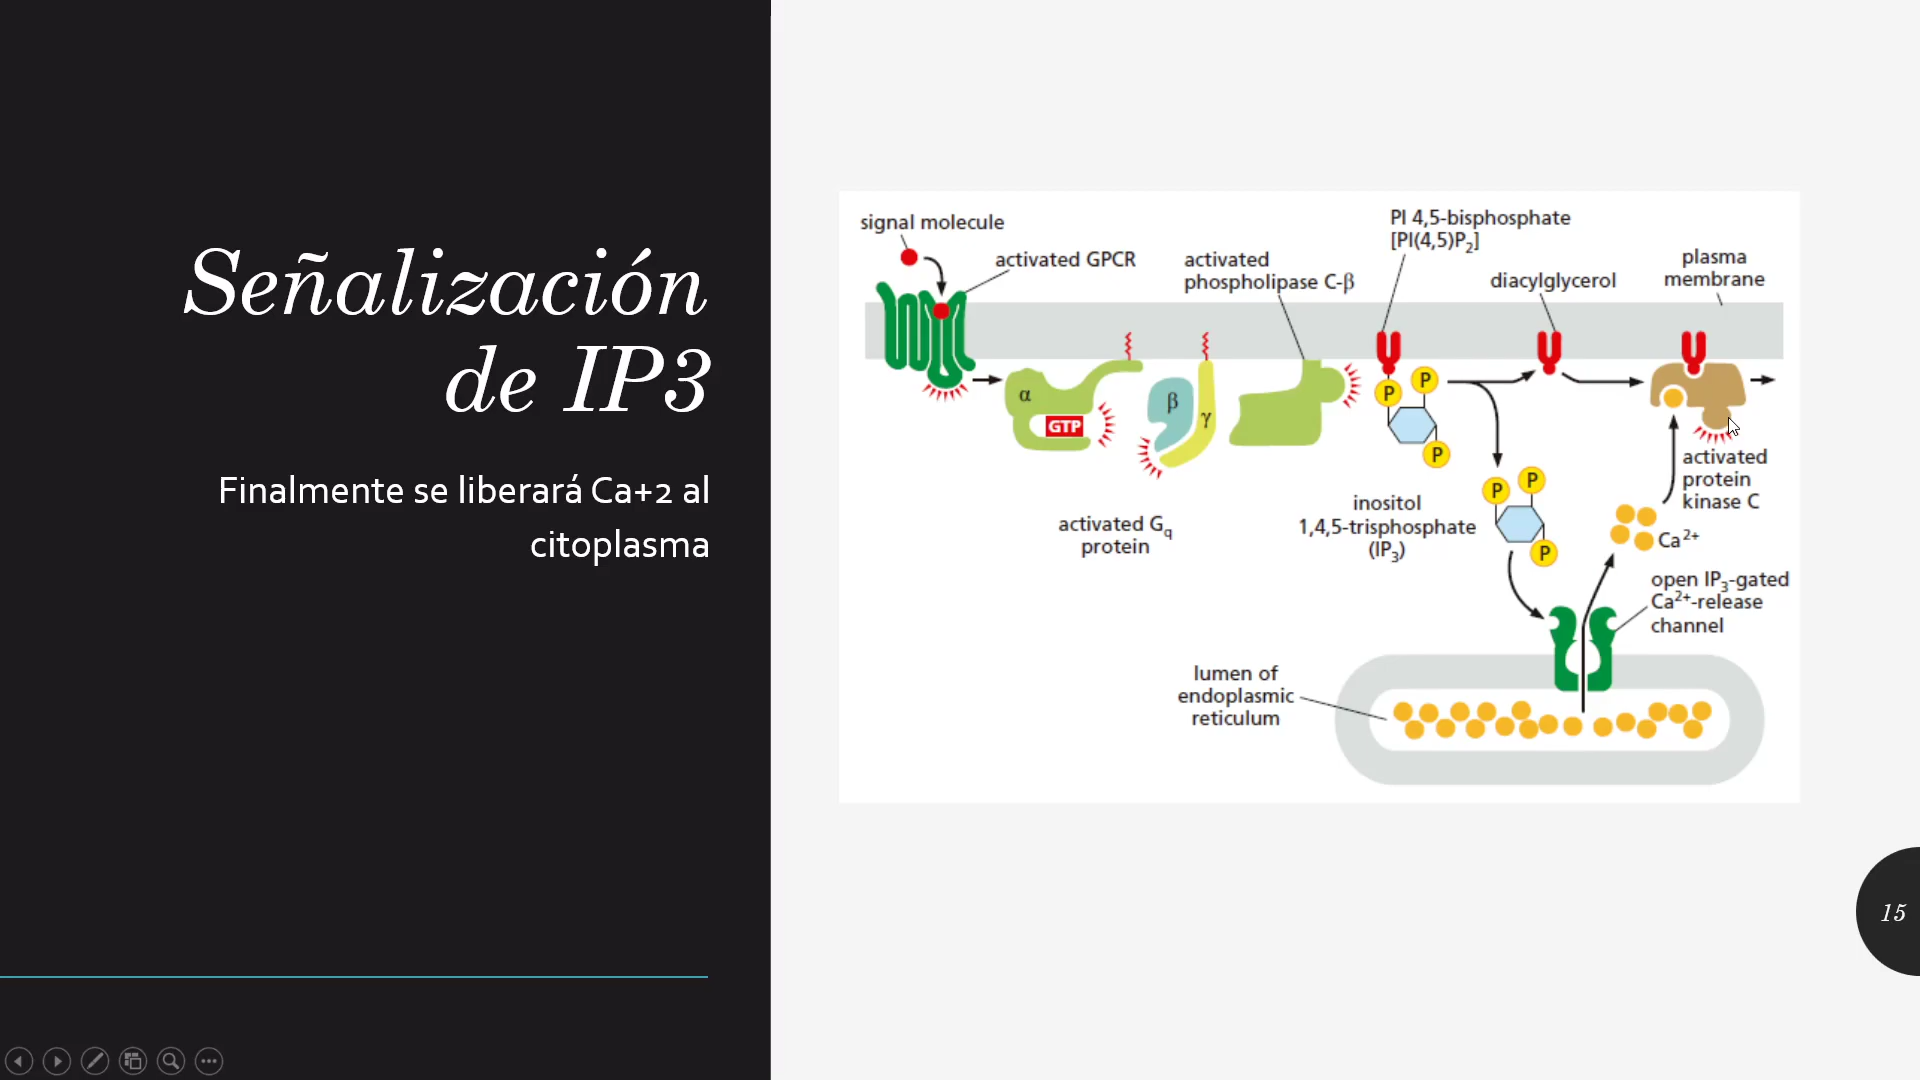 Señalización
de IP3
Finalmente se liberará Ca+2 al
citoplasma
signal molecule
activated GPCR
activated
phospholipase C-β
PI 4,5-bisphosphate
[PI(4,5)P2]
diacylglycerol
plasma
membrane
α
GTP
β
γ
P
P
P
activated Gq
protein
inositol
1,4,5-trisphosphate
(IP3)
P
P
P
activated
protein
kinase C
Ca2+
open IP3-gated
Ca2+-release
channel
lumen of
endoplasmic
reticulum
15